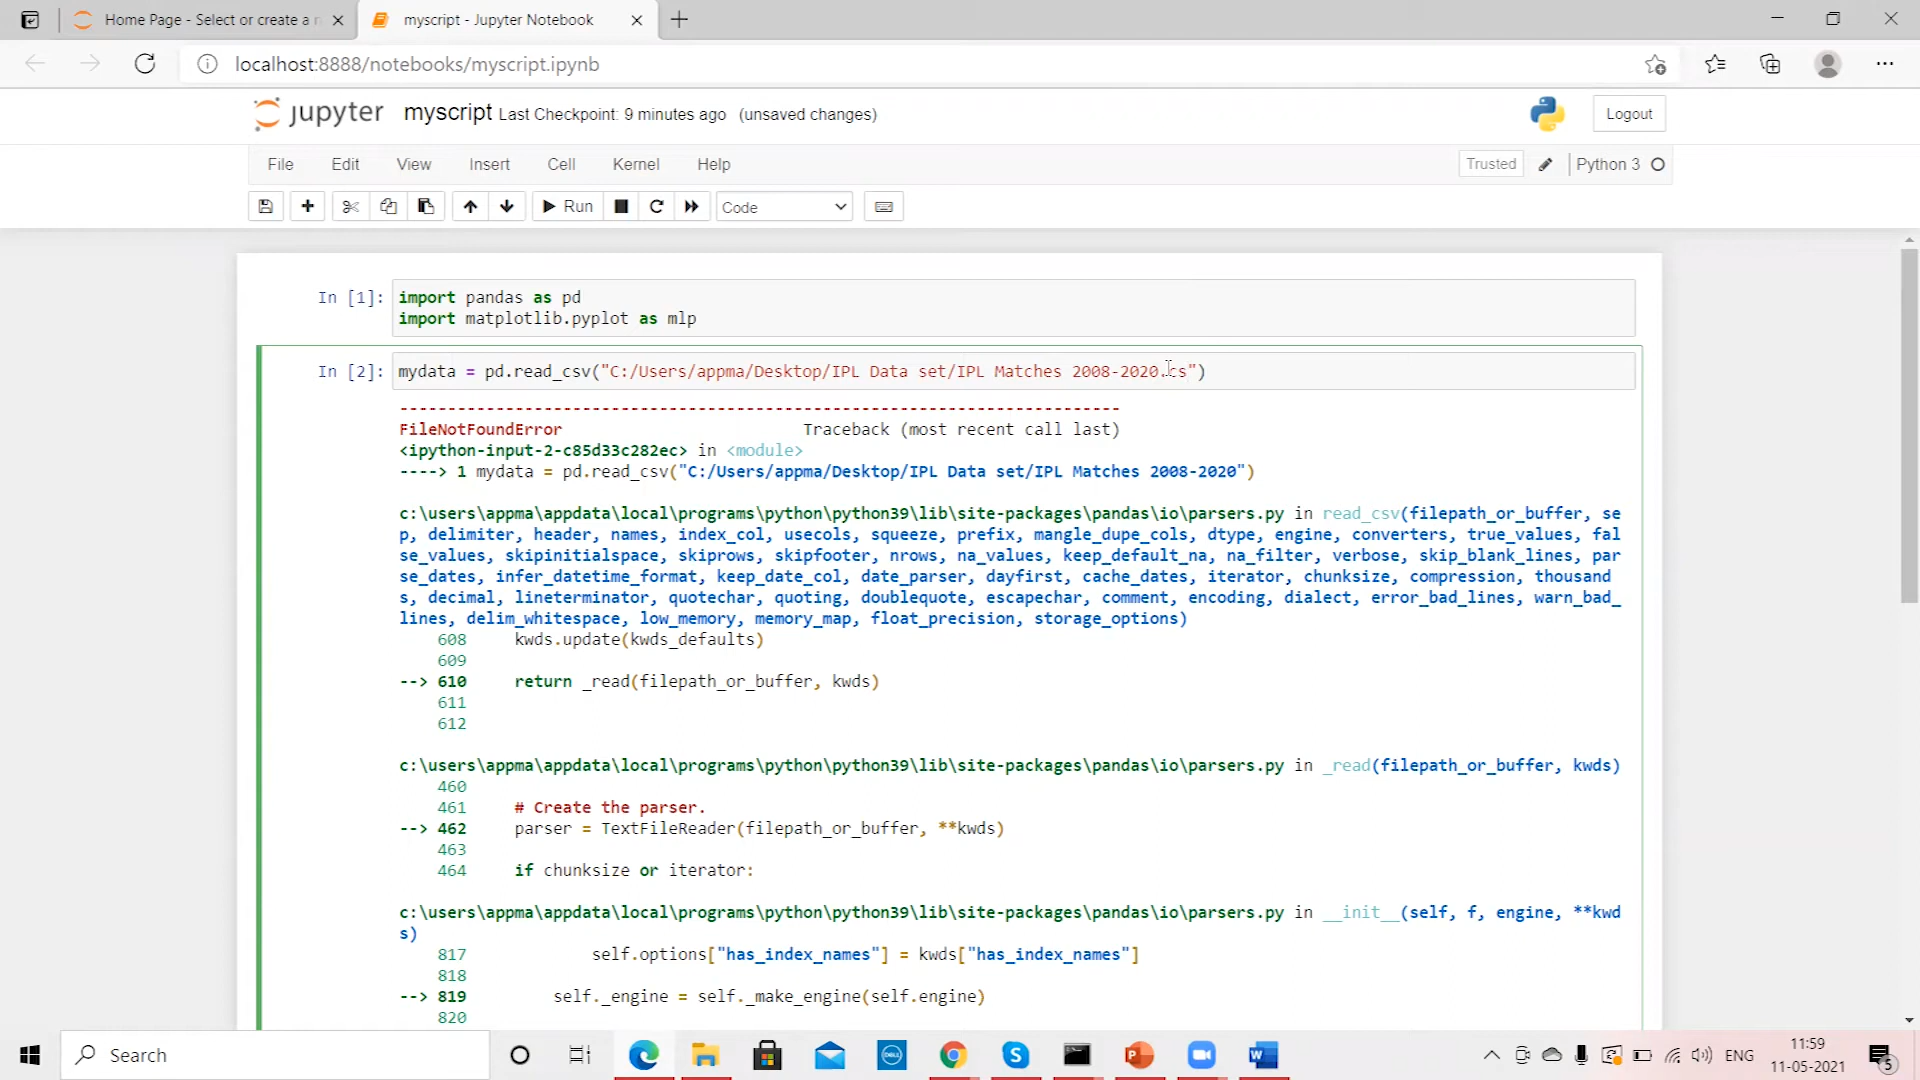 Home Page - Select or create a n
myscript - Jupyter Notebook
localhost:8888/notebooks/myscript.ipynb
jupyter myscript Last Checkpoint: 9 minutes ago (unsaved changes)
Logout
File Edit View Insert Cell Kernel Help
Trusted Python 3
Run Code
In [1]: import pandas as pd
import matplotlib.pyplot as mlp
In [2]: mydata = pd.read_csv("C:/Users/appma/Desktop/IPL Data set/IPL Matches 2008-2020.cs")
---------------------------------------------------------------------------
FileNotFoundError Traceback (most recent call last)
<ipython-input-2-c85d33c282ec> in <module>
----> 1 mydata = pd.read_csv("C:/Users/appma/Desktop/IPL Data set/IPL Matches 2008-2020")
c:\users\appma\appdata\local\programs\python\python39\lib\site-packages\pandas\io\parsers.py in read_csv(filepath_or_buffer, se
p, delimiter, header, names, index_col, usecols, squeeze, prefix, mangle_dupe_cols, dtype, engine, converters, true_values, fal
se_values, skipinitialspace, skiprows, skipfooter, nrows, na_values, keep_default_na, na_filter, verbose, skip_blank_lines, par
se_dates, infer_datetime_format, keep_date_col, date_parser, dayfirst, cache_dates, iterator, chunksize, compression, thousand
s, decimal, lineterminator, quotechar, quoting, doublequote, escapechar, comment, encoding, dialect, error_bad_lines, warn_bad_
lines, delim_whitespace, low_memory, memory_map, float_precision, storage_options)
608 kwds.update(kwds_defaults)
609
--> 610 return _read(filepath_or_buffer, kwds)
611
612
c:\users\appma\appdata\local\programs\python\python39\lib\site-packages\pandas\io\parsers.py in _read(filepath_or_buffer, kwds)
460
461 # Create the parser.
--> 462 parser = TextFileReader(filepath_or_buffer, **kwds)
463
464 if chunksize or iterator:
c:\users\appma\appdata\local\programs\python\python39\lib\site-packages\pandas\io\parsers.py in __init__(self, f, engine, **kwd
s)
817 self.options["has_index_names"] = kwds["has_index_names"]
818
--> 819 self._engine = self._make_engine(self.engine)
820
Search
DELL
ENG
11:59
11-05-2021
5